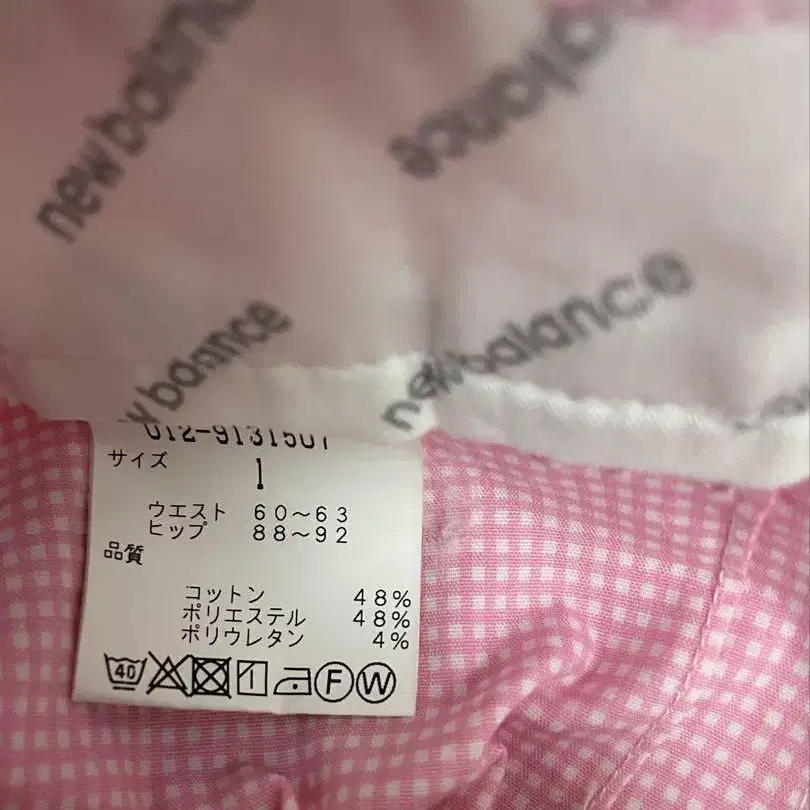 new balance
new balance
new balance
new balance
012-9131507
サイズ 1
ウエスト 60～63
ヒップ 88～92
品質
コットン 48%
ポリエステル 48%
ポリウレタン 4%
40 1 F W